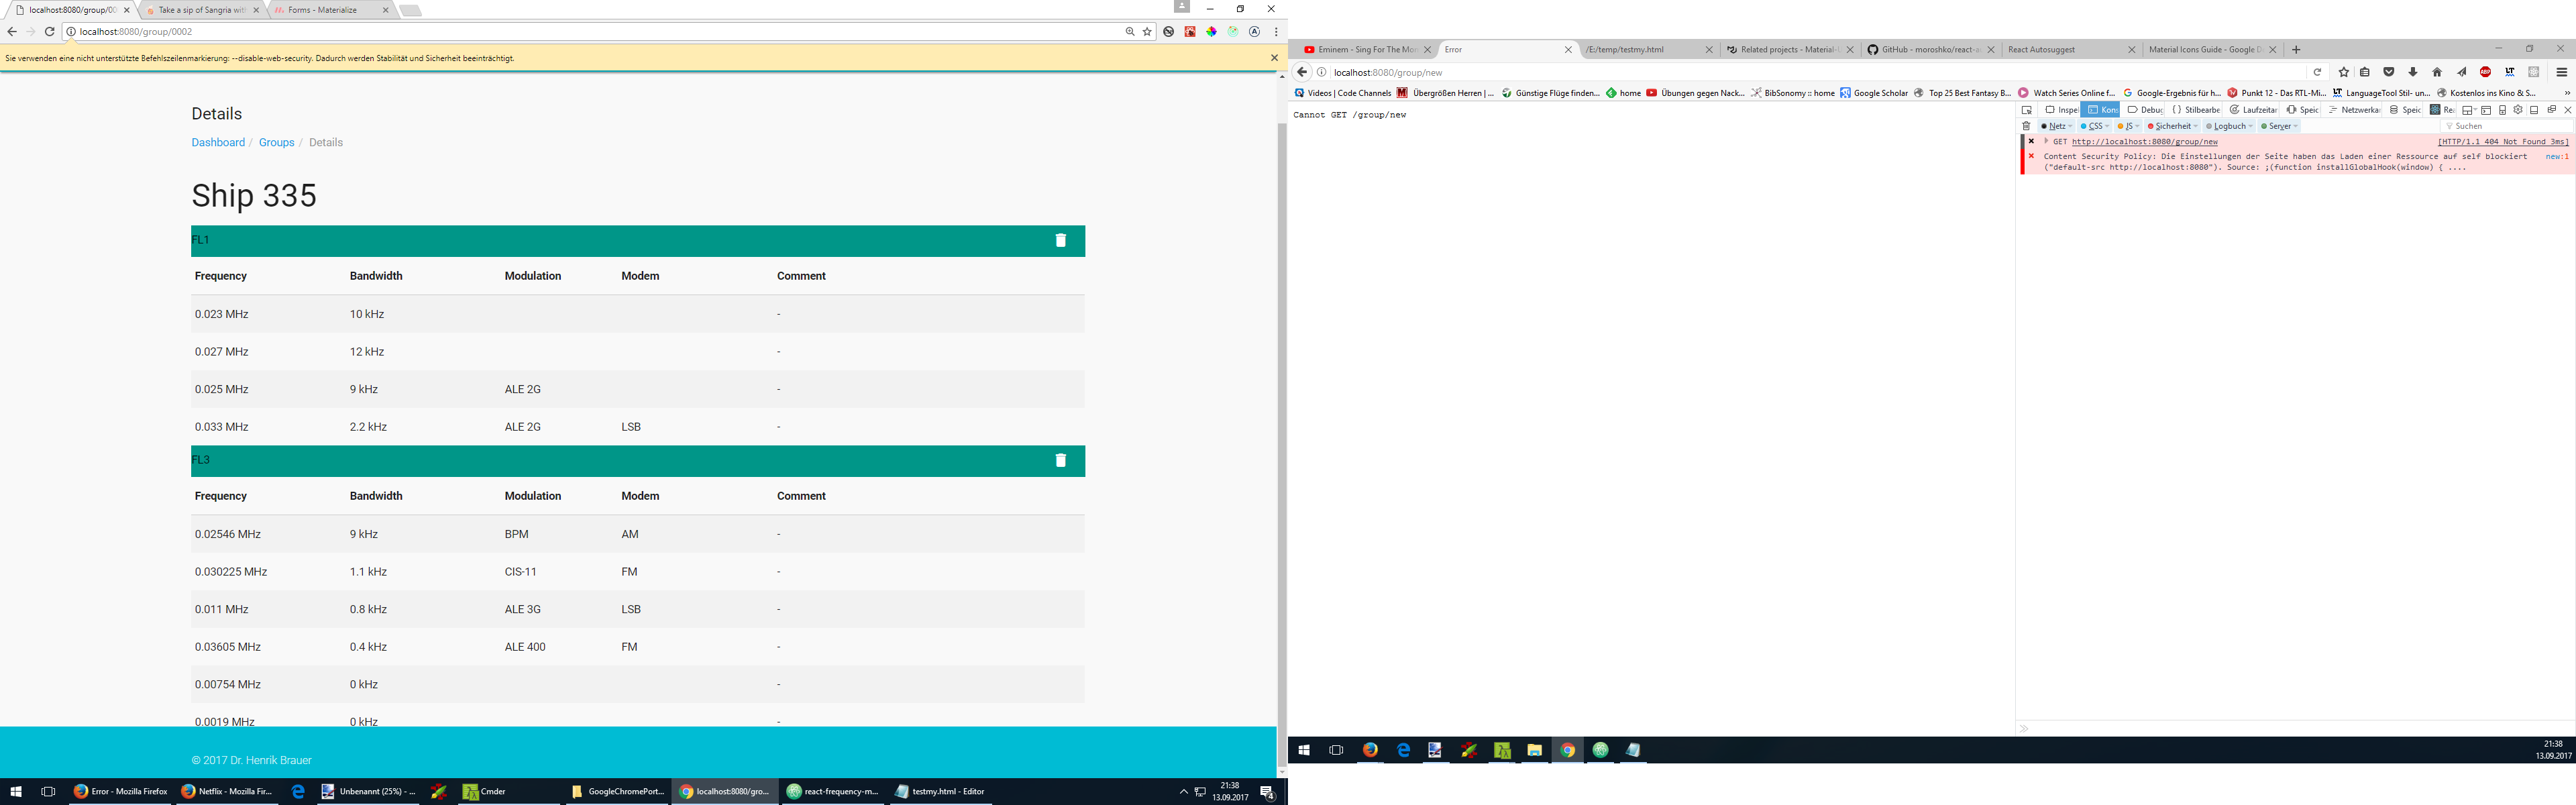 localhost:8080/group/00
Take a sip of Sangria with
Forms - Materialize
localhost:8080/group/0002
Sie verwenden eine nicht unterstützte Befehlszeilenmarkierung: --disable-web-security. Dadurch werden Stabilität und Sicherheit beeinträchtigt.
Details
Dashboard / Groups / Details
Ship 335
FL1
Frequency Bandwidth Modulation Modem Comment
0.023 MHz 10 kHz -
0.027 MHz 12 kHz -
0.025 MHz 9 kHz ALE 2G -
0.033 MHz 2.2 kHz ALE 2G LSB -
FL3
Frequency Bandwidth Modulation Modem Comment
0.02546 MHz 9 kHz BPM AM -
0.030225 MHz 1.1 kHz CIS-11 FM -
0.011 MHz 0.8 kHz ALE 3G LSB -
0.03605 MHz 0.4 kHz ALE 400 FM -
0.00754 MHz 0 kHz -
0.0019 MHz 0 kHz -
© 2017 Dr. Henrik Brauer
Error - Mozilla Firefox Netflix - Mozilla Fir... Unbenannt (25%) - ... Cmder GoogleChromePort... localhost:8080/gro... react-frequency-m... testmy.html - Editor
21:38
13.09.2017
4
Eminem - Sing For The Mom
Error
/E:/temp/testmy.html
Related projects - Material-U
GitHub - moroshko/react-a
React Autosuggest
Material Icons Guide - Google De
localhost:8080/group/new
Videos | Code Channels Übergrößen Herren | ... Günstige Flüge finden... home Übungen gegen Nack... BibSonomy :: home Google Scholar Top 25 Best Fantasy B... Watch Series Online f... Google-Ergebnis für h... Punkt 12 - Das RTL-Mi... LanguageTool Stil- un... Kostenlos ins Kino & S...
Cannot GET /group/new
Inspe Kons Debug Stilbearbe Laufzeitar Speic Netzwerkan Speic Rea
Netz CSS JS Sicherheit Logbuch Server Suchen
GET http://localhost:8080/group/new [HTTP/1.1 404 Not Found 3ms]
Content Security Policy: Die Einstellungen der Seite haben das Laden einer Ressource auf self blockiert new:1
("default-src http://localhost:8080"). Source: ;(function installGlobalHook(window) { ....
21:38
13.09.2017